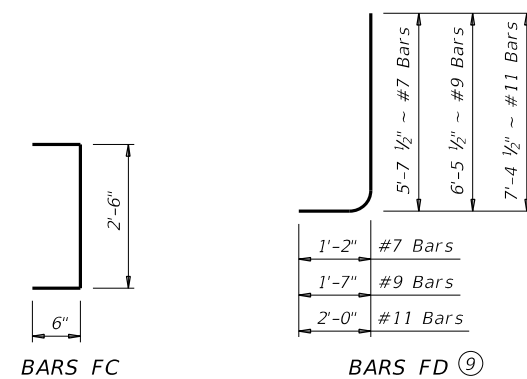 5'-7 ½" ~ #7 Bars
6'-5 ½" ~ #9 Bars
7'-4 ½" ~ #11 Bars
2'-6"
6"
1'-2" #7 Bars
1'-7" #9 Bars
2'-0" #11 Bars
BARS FC
BARS FD 9